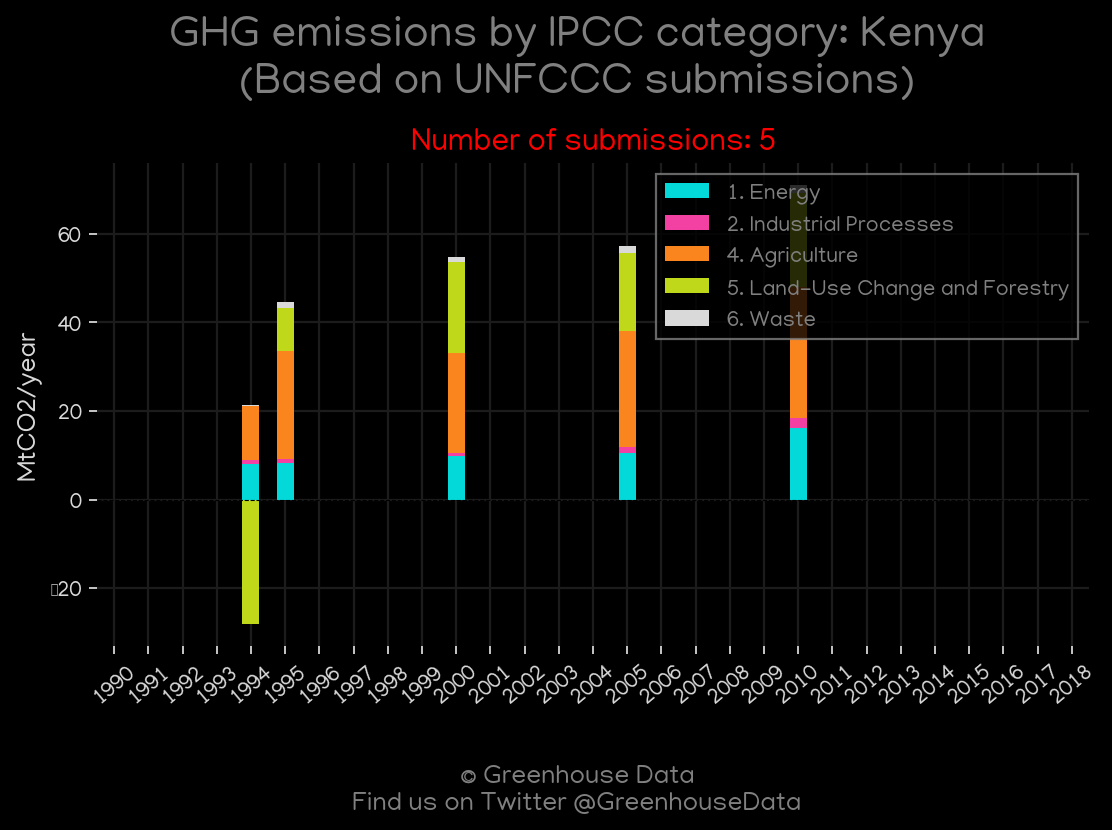 GHG emissions by IPCC category: Kenya
(Based on UNFCCC submissions)
Number of submissions: 5
1. Energy
2. Industrial Processes
4. Agriculture
5. Land-Use Change and Forestry
6. Waste
MtCO2/year
60
40
20
0
▯20
1990 1991 1992 1993 1994 1995 1996 1997 1998 1999 2000 2001 2002 2003 2004 2005 2006 2007 2008 2009 2010 2011 2012 2013 2014 2015 2016 2017 2018
© Greenhouse Data
Find us on Twitter @GreenhouseData